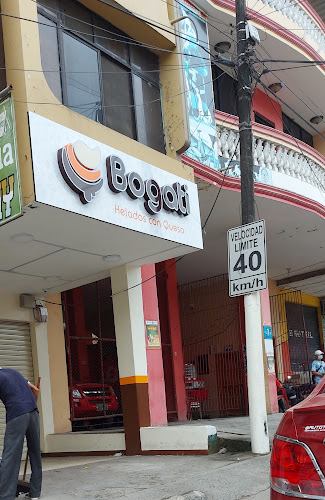 Bogati
Helados con Queso
VELOCIDAD
LIMITE
40
km/h